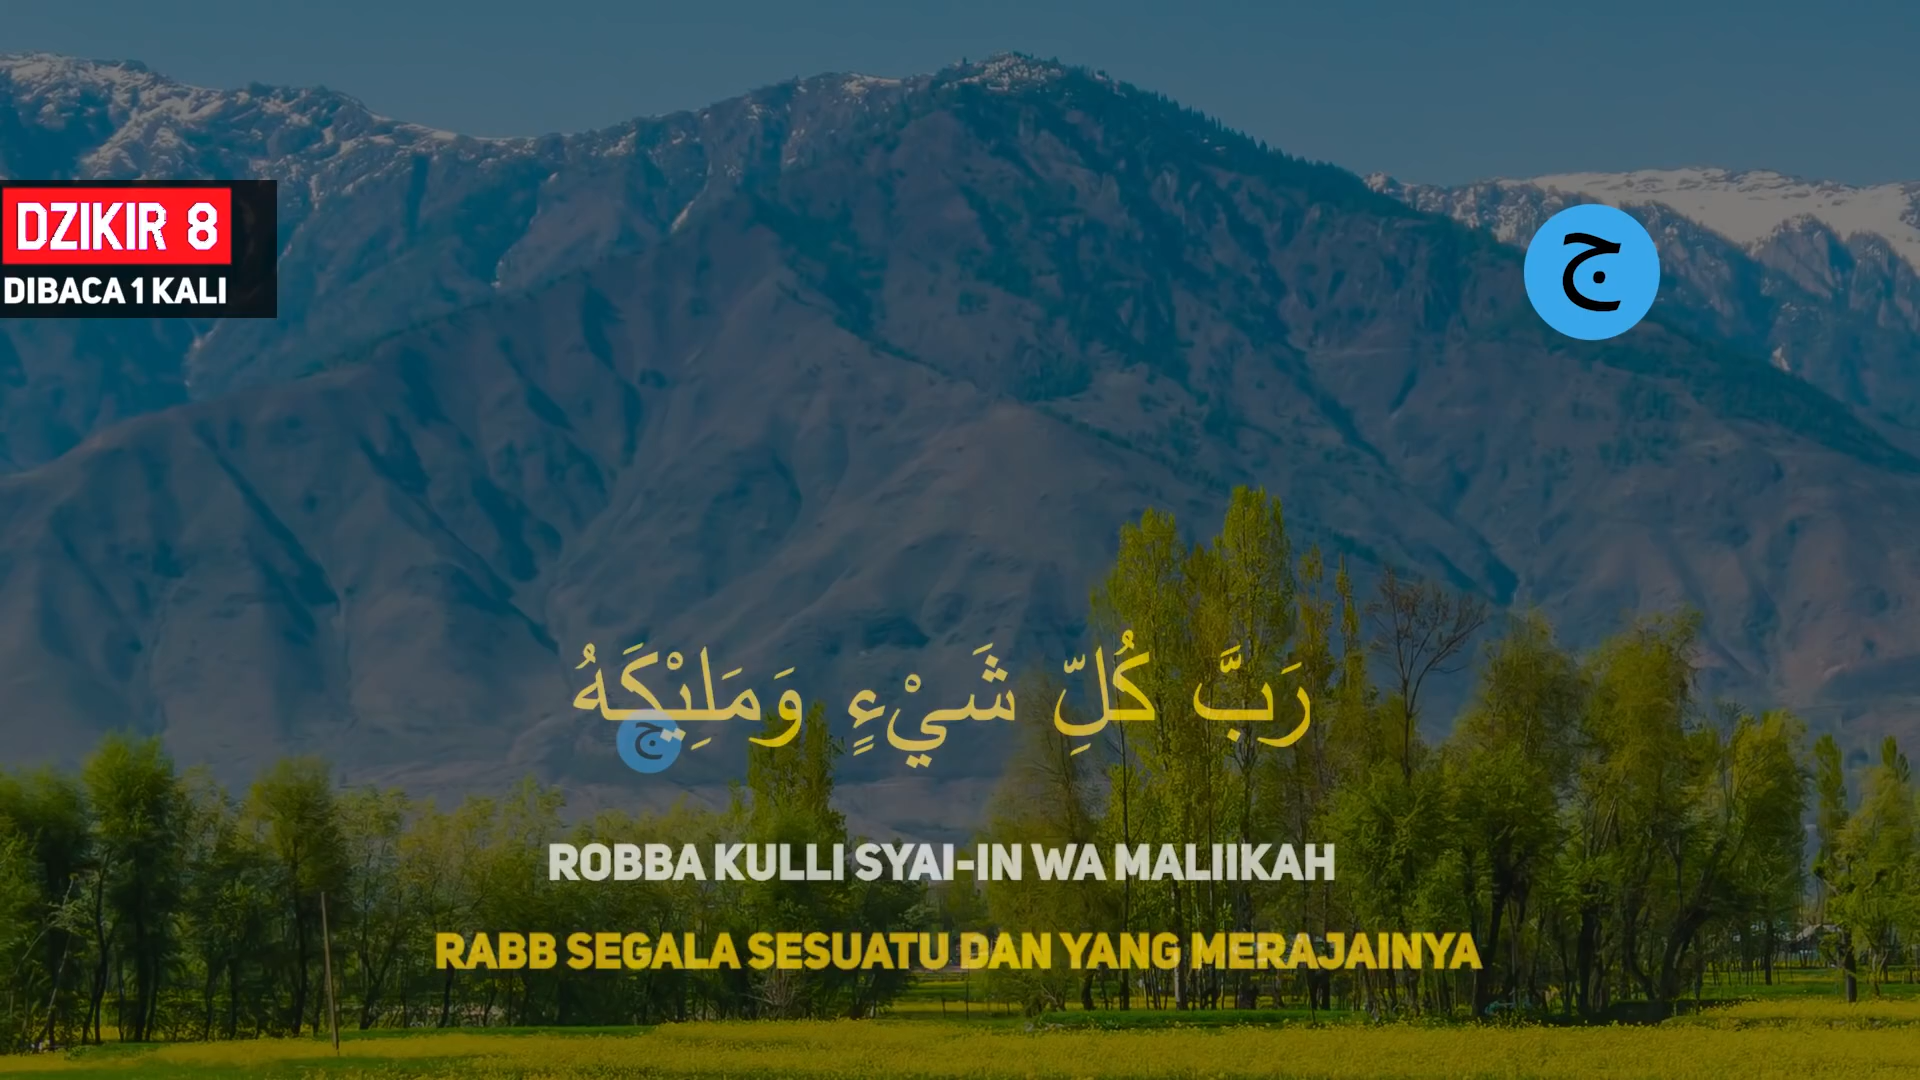 DZIKIR 8
DIBACA 1 KALI
ج
رَبَّ كُلِّ شَيْءٍ وَمَلِيْكَهُ
ج
ROBBA KULLI SYAI-IN WA MALIIKAH
RABB SEGALA SESUATU DAN YANG MERAJAINYA